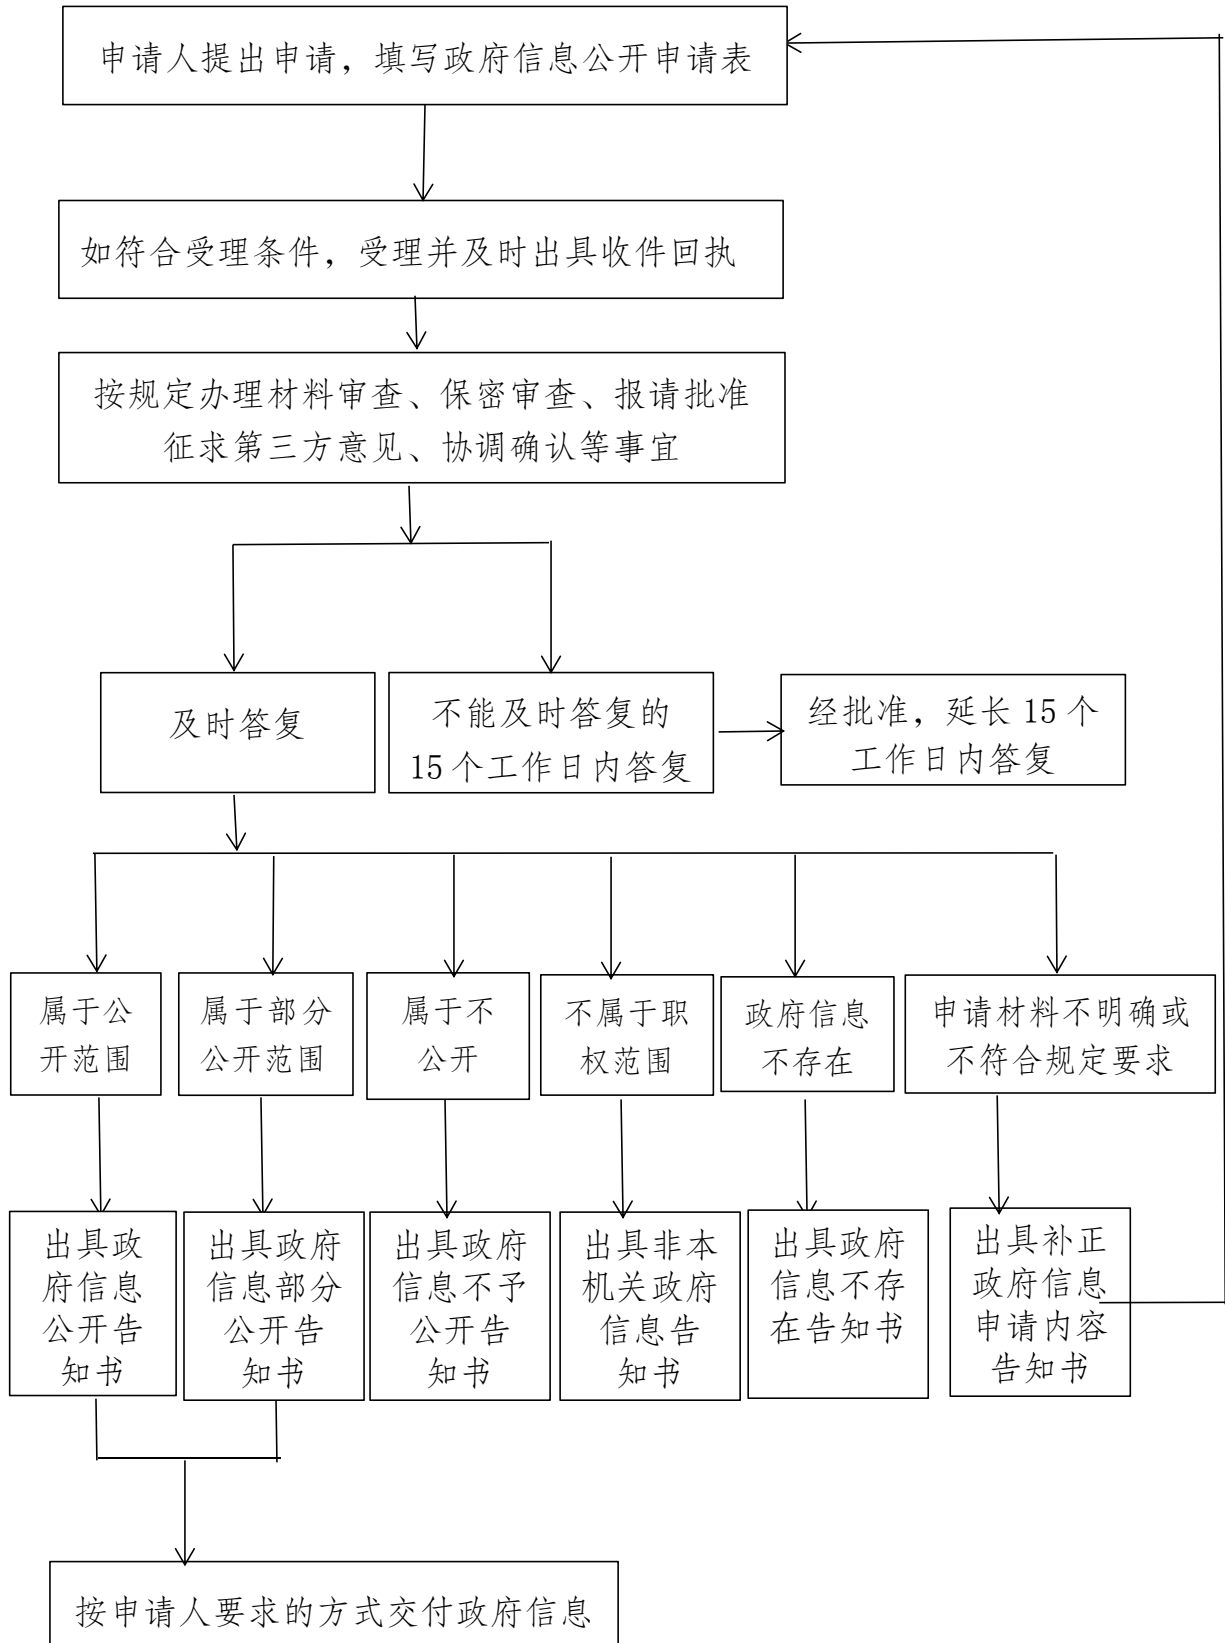 申请人提出申请，填写政府信息公开申请表
如符合受理条件，受理并及时出具收件回执
按规定办理材料审查、保密审查、报请批准
征求第三方意见、协调确认等事宜
及时答复
不能及时答复的
15个工作日内答复
经批准，延长 15 个
工作日内答复
属于公
开范围
属于部分
公开范围
属于不
公开
不属于职
权范围
政府信息
不存在
申请材料不明确或
不符合规定要求
出具政
府信息
公开告
知书
出具政府
信息部分
公开告
知书
出具政府
信息不予
公开告
知书
出具非本
机关政府
信息告
知书
出具政府
信息不存
在告知书
出具补正
政府信息
申请内容
告知书
按申请人要求的方式交付政府信息